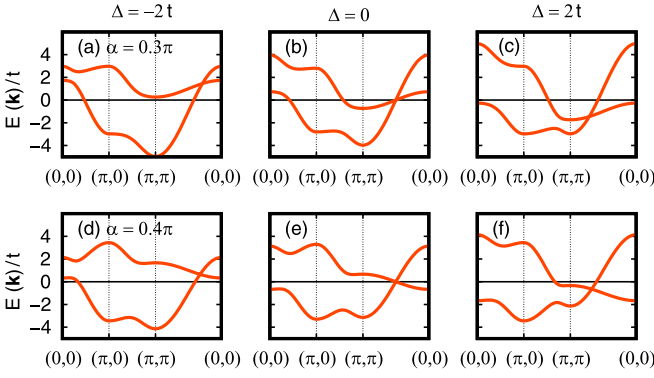 Δ = −2 t Δ = 0 Δ = 2 t
(a) α = 0.3π (b) (c)
E (k) / t
4
2
0
−2
−4
(0,0) (π,0) (π,π) (0,0) (0,0) (π,0) (π,π) (0,0) (0,0) (π,0) (π,π) (0,0)
(d) α = 0.4π (e) (f)
E (k) / t
4
2
0
−2
−4
(0,0) (π,0) (π,π) (0,0) (0,0) (π,0) (π,π) (0,0) (0,0) (π,0) (π,π) (0,0)